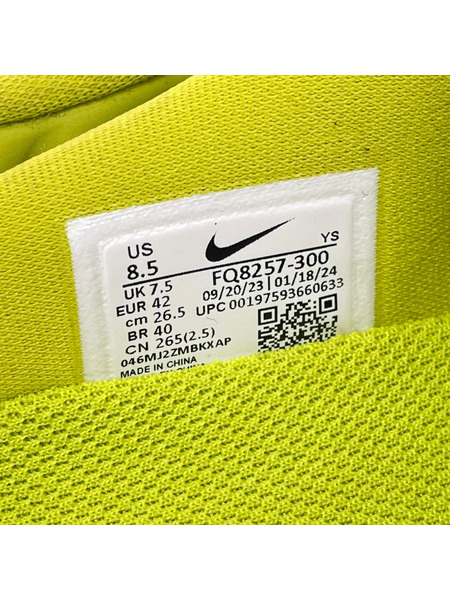 US
8.5
YS
UK 7.5
FQ8257-300
EUR 42
09/20/23 | 01/18/24
cm 26.5
UPC 00197593660633
BR 40
CN 265(2.5)
046MJ2ZMBKXAP
MADE IN CHINA